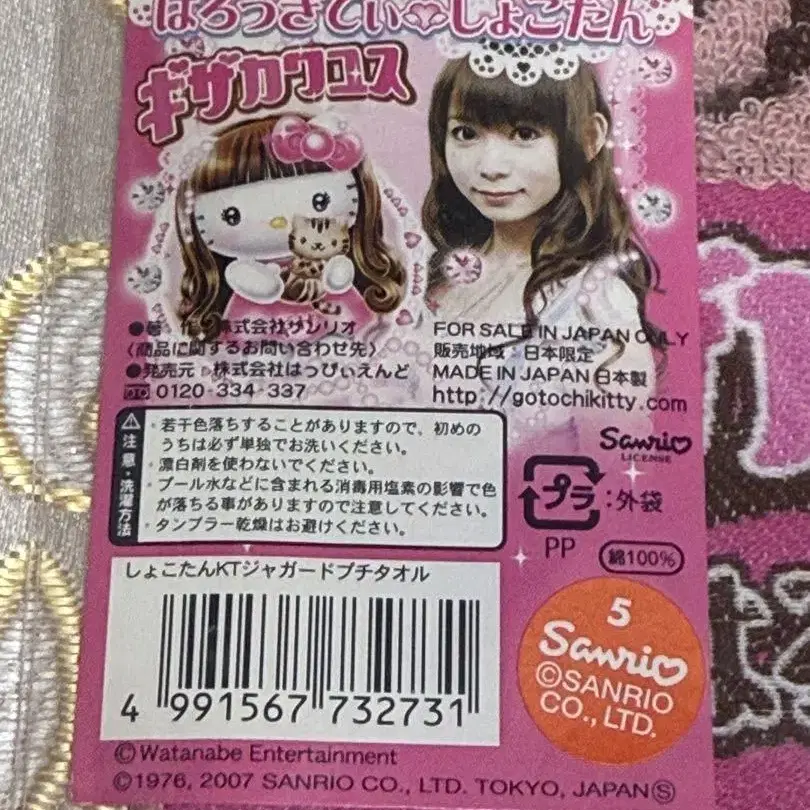 はろうきてぃ しょこたん
ギザカワユス
●著 作 株式会社サンリオ
〈商品に関するお問い合わせ先〉
●発売元 株式会社はっぴぃえんど
0120-334-337
FOR SALE IN JAPAN ONLY
販売地域:日本限定
MADE IN JAPAN 日本製
http://gotochikitty.com
注意・洗濯方法
・若干色落ちすることがありますので、初めの
うちは必ず単独でお洗いください。
・漂白剤を使わないでください。
・プール水などに含まれる消毒用塩素の影響で色
が落ちる事がありますので注意してください。
・タンブラー乾燥はお避けください。
Sanrio
LICENSE
プラ:外袋
PP
綿100%
しょこたんKTジャガードプチタオル
4 991567 732731
5
Sanrio
©SANRIO
CO., LTD.
©Watanabe Entertainment
©1976, 2007 SANRIO CO., LTD. TOKYO, JAPAN Ⓢ